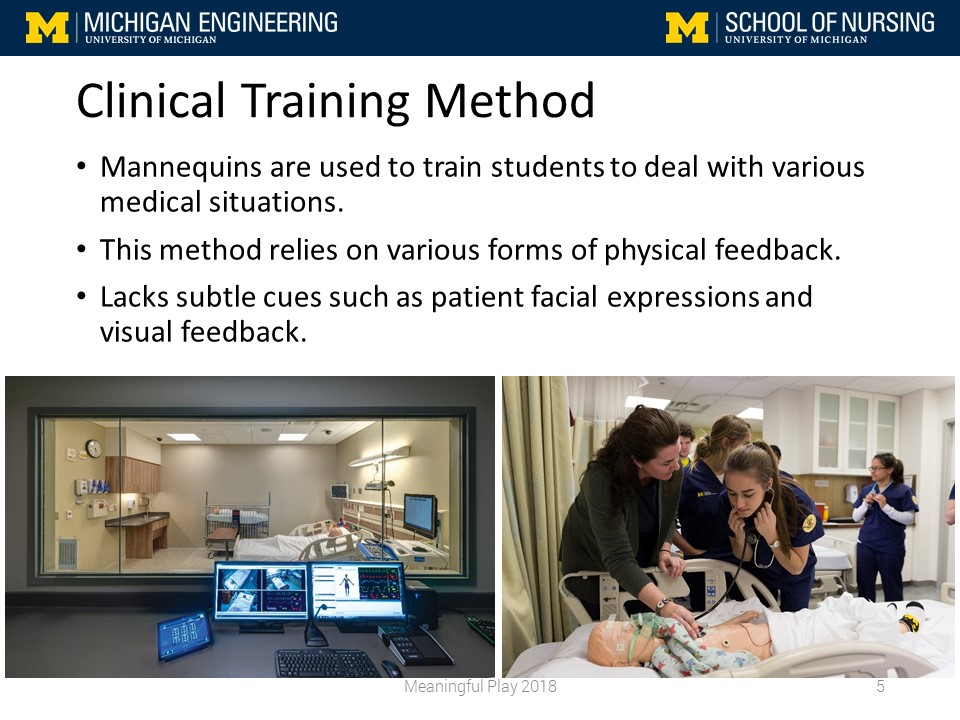 M | MICHIGAN ENGINEERING
UNIVERSITY OF MICHIGAN
M | SCHOOL OF NURSING
UNIVERSITY OF MICHIGAN
Clinical Training Method
• Mannequins are used to train students to deal with various
medical situations.
• This method relies on various forms of physical feedback.
• Lacks subtle cues such as patient facial expressions and
visual feedback.
Meaningful Play 2018
5